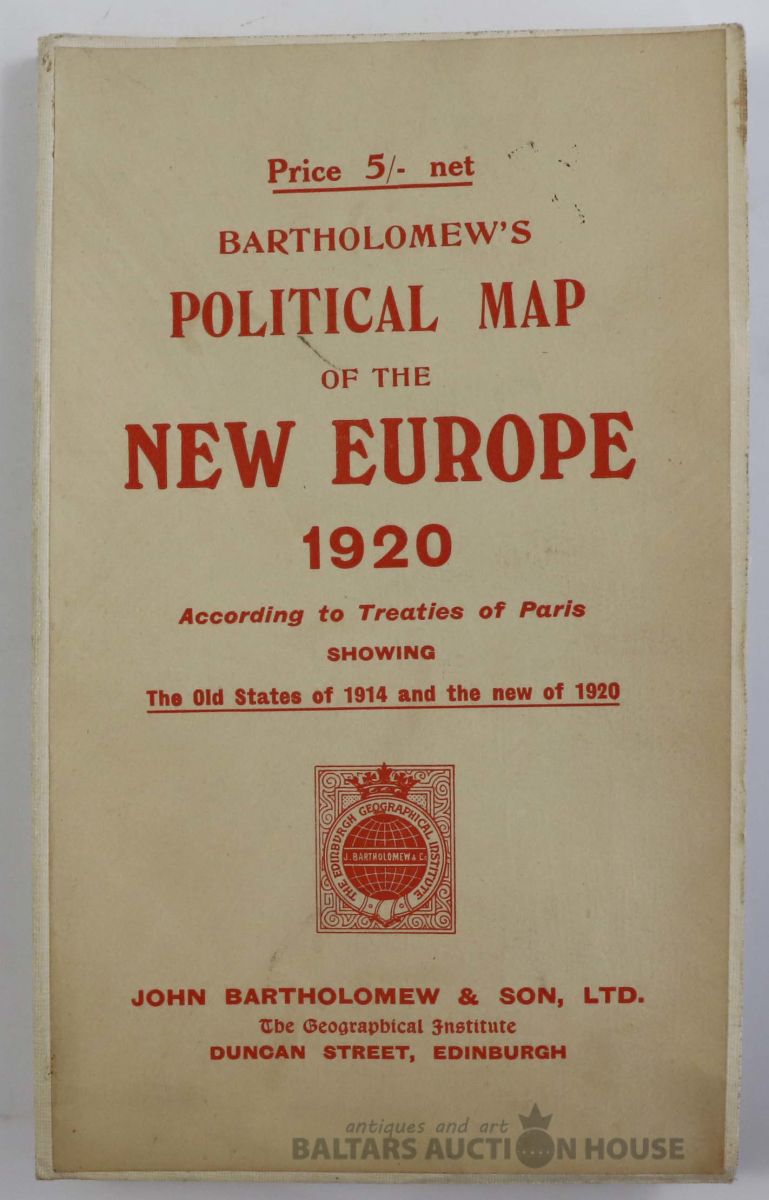 Price 5/- net
BARTHOLOMEW'S
POLITICAL MAP
OF THE
NEW EUROPE
1920
According to Treaties of Paris
SHOWING
The Old States of 1914 and the new of 1920
THE EDINBURGH GEOGRAPHICAL INSTITUTE
J. BARTHOLOMEW & Co
JOHN BARTHOLOMEW & SON, LTD.
The Geographical Institute
DUNCAN STREET, EDINBURGH
antiques and art
BALTARS AUCTION HOUSE